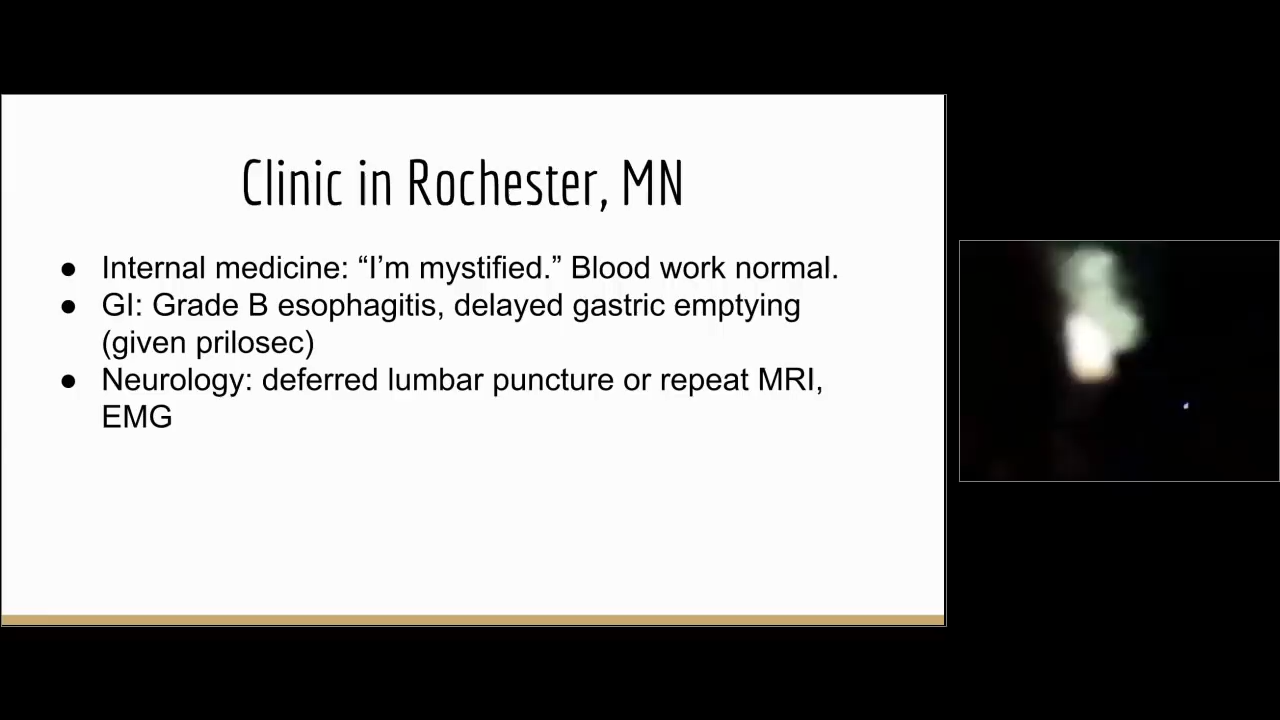 Clinic in Rochester, MN
● Internal medicine: “I’m mystified.” Blood work normal.
● GI: Grade B esophagitis, delayed gastric emptying
(given prilosec)
● Neurology: deferred lumbar puncture or repeat MRI,
EMG